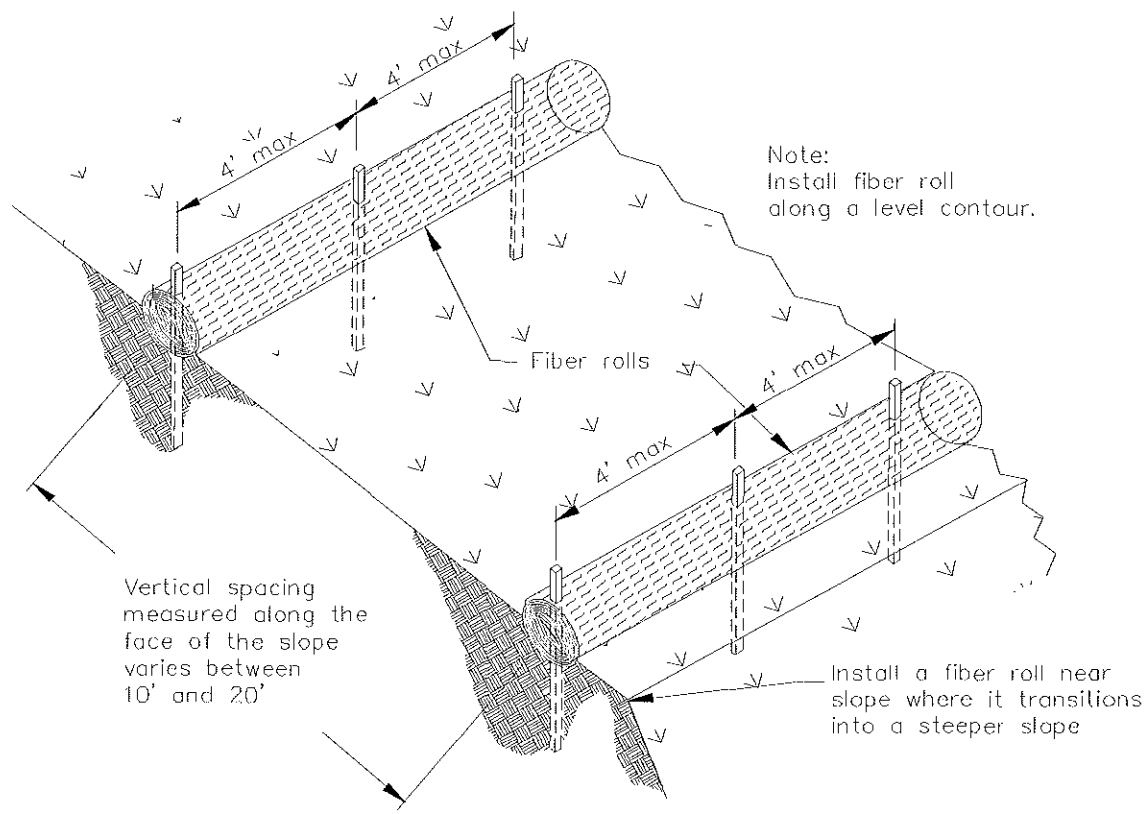 4' max
4' max
Note:
Install fiber roll
along a level contour.
Fiber rolls
4' max
4' max
Vertical spacing
measured along the
face of the slope
varies between
10' and 20'
Install a fiber roll near
slope where it transitions
into a steeper slope